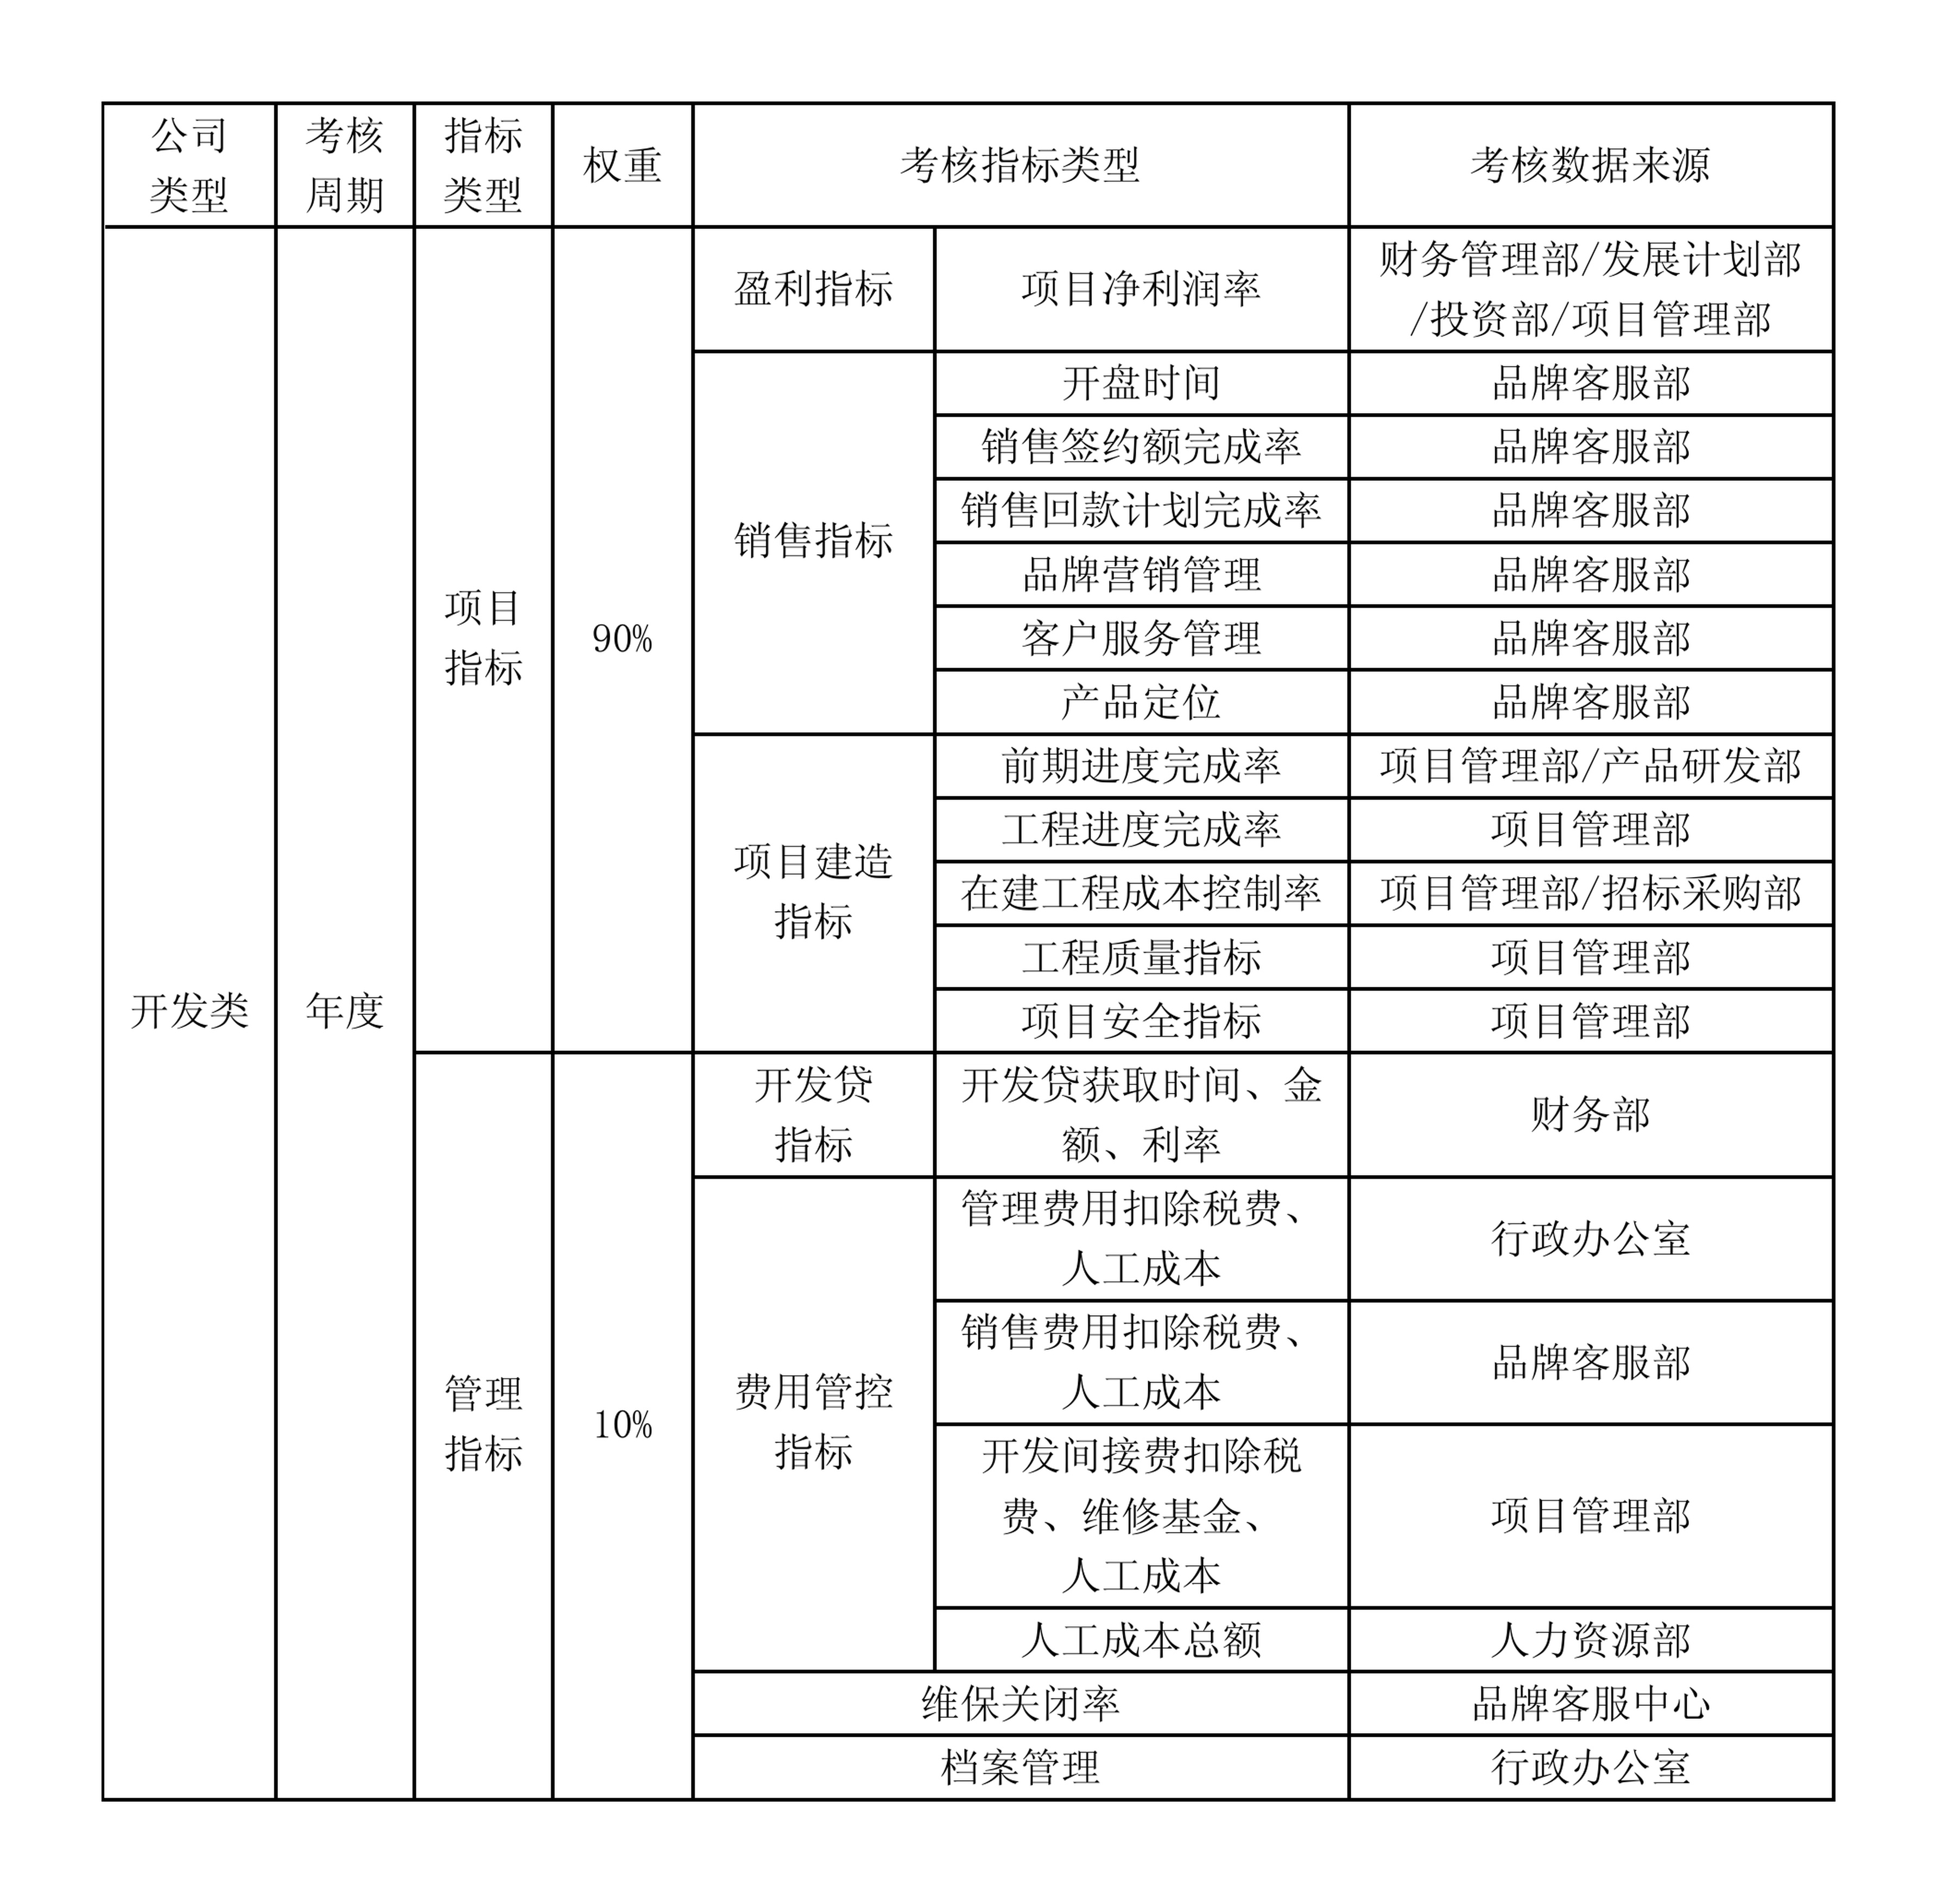 公司
类型
考核
周期
指标
类型
权重
考核指标类型
考核数据来源
开发类
年度
项目
指标
90%
盈利指标
项目净利润率
财务管理部/发展计划部
/投资部/项目管理部
销售指标
开盘时间
品牌客服部
销售签约额完成率
品牌客服部
销售回款计划完成率
品牌客服部
品牌营销管理
品牌客服部
客户服务管理
品牌客服部
产品定位
品牌客服部
项目建造
指标
前期进度完成率
项目管理部/产品研发部
工程进度完成率
项目管理部
在建工程成本控制率
项目管理部/招标采购部
工程质量指标
项目管理部
项目安全指标
项目管理部
管理
指标
10%
开发贷
指标
开发贷获取时间、金
额、利率
财务部
费用管控
指标
管理费用扣除税费、
人工成本
行政办公室
销售费用扣除税费、
人工成本
品牌客服部
开发间接费扣除税
费、维修基金、
人工成本
项目管理部
人工成本总额
人力资源部
维保关闭率
品牌客服中心
档案管理
行政办公室